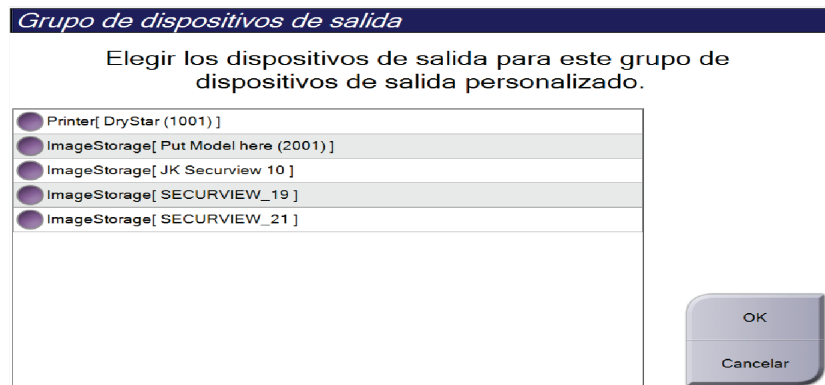 Grupo de dispositivos de salida
Elegir los dispositivos de salida para este grupo de
dispositivos de salida personalizado.
Printer[ DryStar (1001) ]
ImageStorage[ Put Model here (2001) ]
ImageStorage[ JK Securview 10 ]
ImageStorage[ SECURVIEW_19 ]
ImageStorage[ SECURVIEW_21 ]
OK
Cancelar